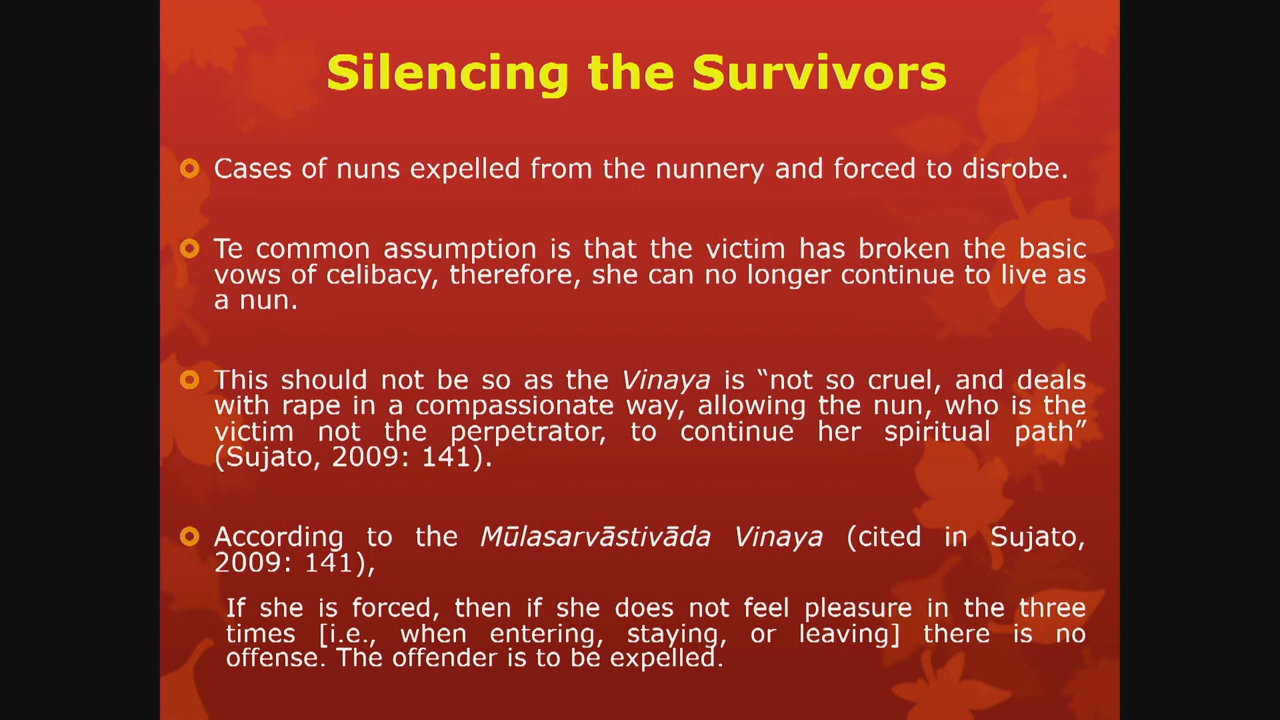 Silencing the Survivors
Cases of nuns expelled from the nunnery and forced to disrobe.
Te common assumption is that the victim has broken the basic
vows of celibacy, therefore, she can no longer continue to live as
a nun.
This should not be so as the Vinaya is “not so cruel, and deals
with rape in a compassionate way, allowing the nun, who is the
victim not the perpetrator, to continue her spiritual path”
(Sujato, 2009: 141).
According to the Mūlasarvāstivāda Vinaya (cited in Sujato,
2009: 141),
If she is forced, then if she does not feel pleasure in the three
times [i.e., when entering, staying, or leaving] there is no
offense. The offender is to be expelled.